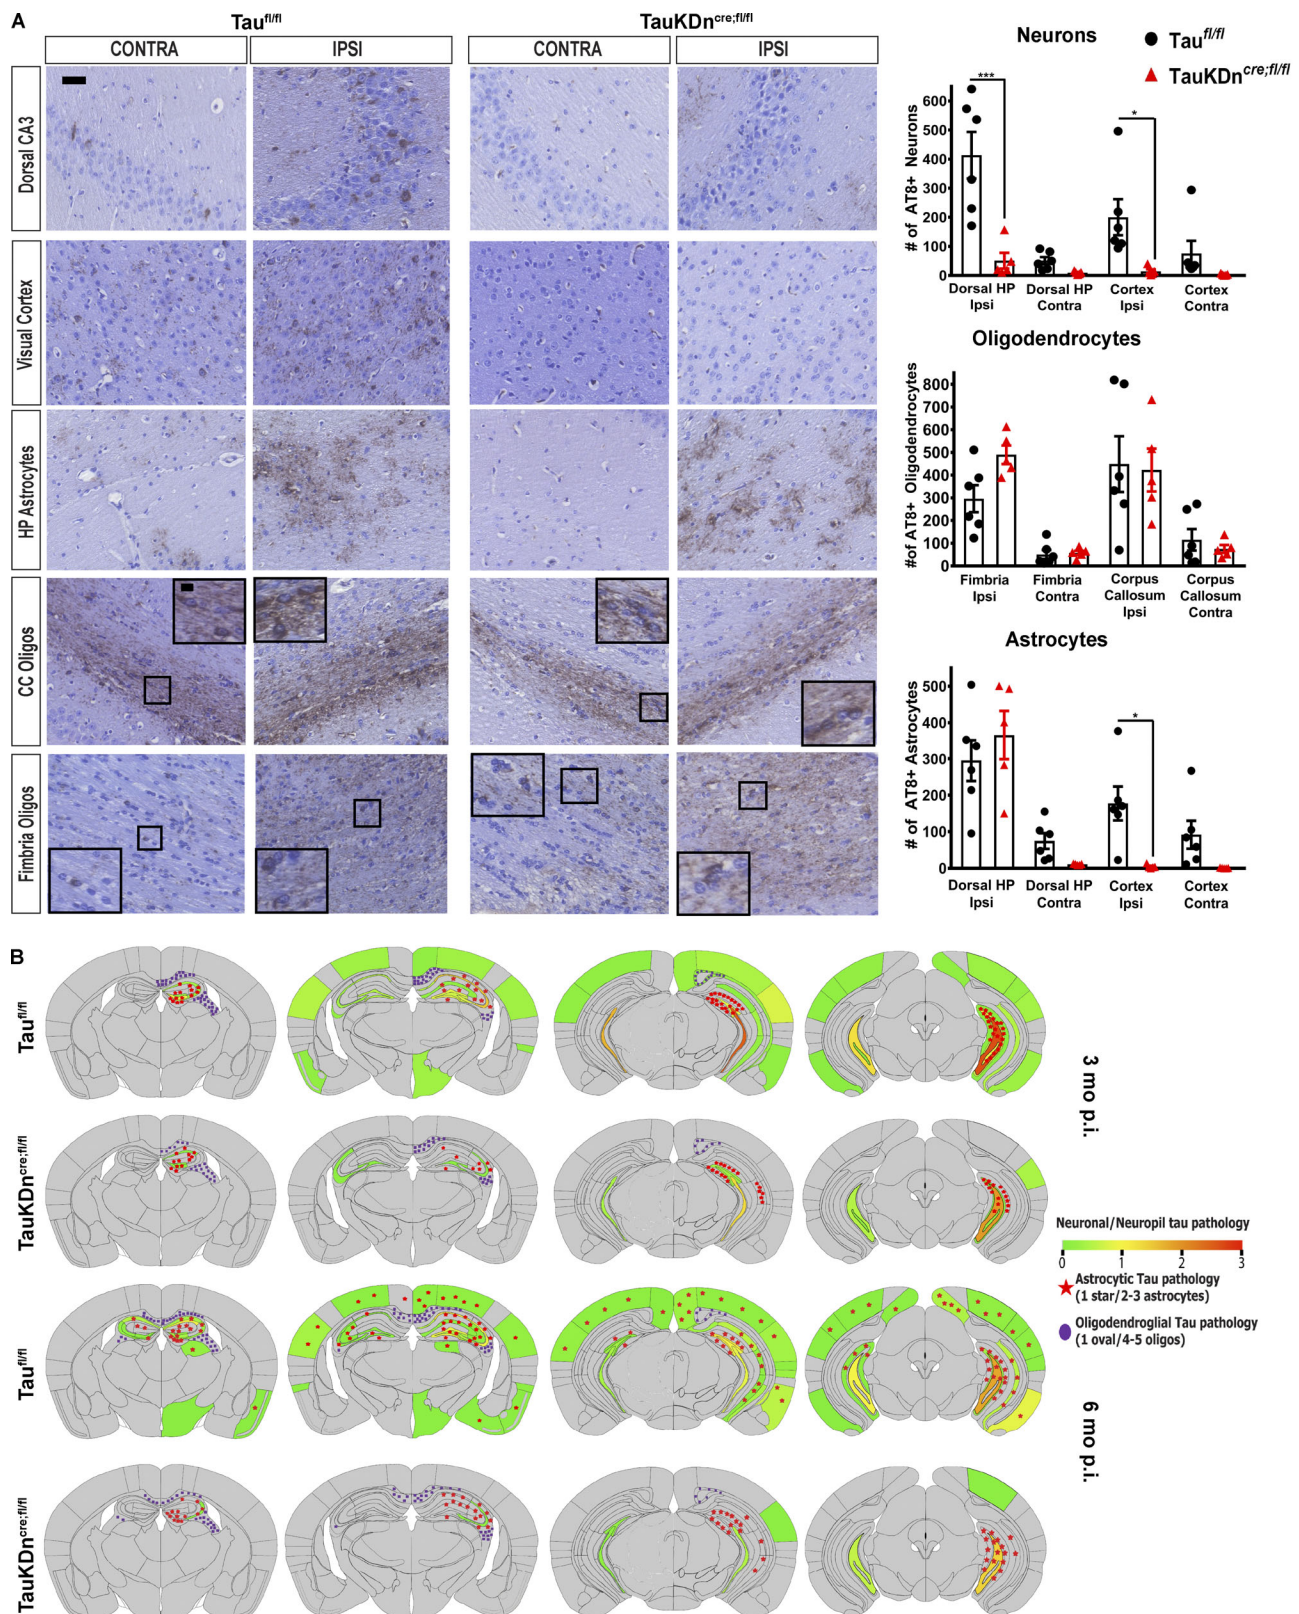 A
Tau^fl/fl
TauKDn^cre;fl/fl
CONTRA
IPSI
CONTRA
IPSI
Dorsal CA3
Visual Cortex
HP Astrocytes
CC Oligos
Fimbria Oligos
Neurons
Tau^fl/fl
TauKDn^cre;fl/fl
# of AT8+ Neurons
600
500
400
300
200
100
0
***
*
Dorsal HP
Ipsi
Dorsal HP
Contra
Cortex
Ipsi
Cortex
Contra
Oligodendrocytes
#of AT8+ Oligodendrocytes
800
700
600
500
400
300
200
100
0
Fimbria
Ipsi
Fimbria
Contra
Corpus
Callosum
Ipsi
Corpus
Callosum
Contra
Astrocytes
# of AT8+ Astrocytes
500
400
300
200
100
0
*
Dorsal HP
Ipsi
Dorsal HP
Contra
Cortex
Ipsi
Cortex
Contra
B
Tau^fl/fl
TauKDn^cre;fl/fl
Tau^fl/fl
TauKDn^cre;fl/fl
3 mo p.i.
6 mo p.i.
Neuronal/Neuropil tau pathology
0 1 2 3
Astrocytic Tau pathology
(1 star/2-3 astrocytes)
Oligodendroglial Tau pathology
(1 oval/4-5 oligos)